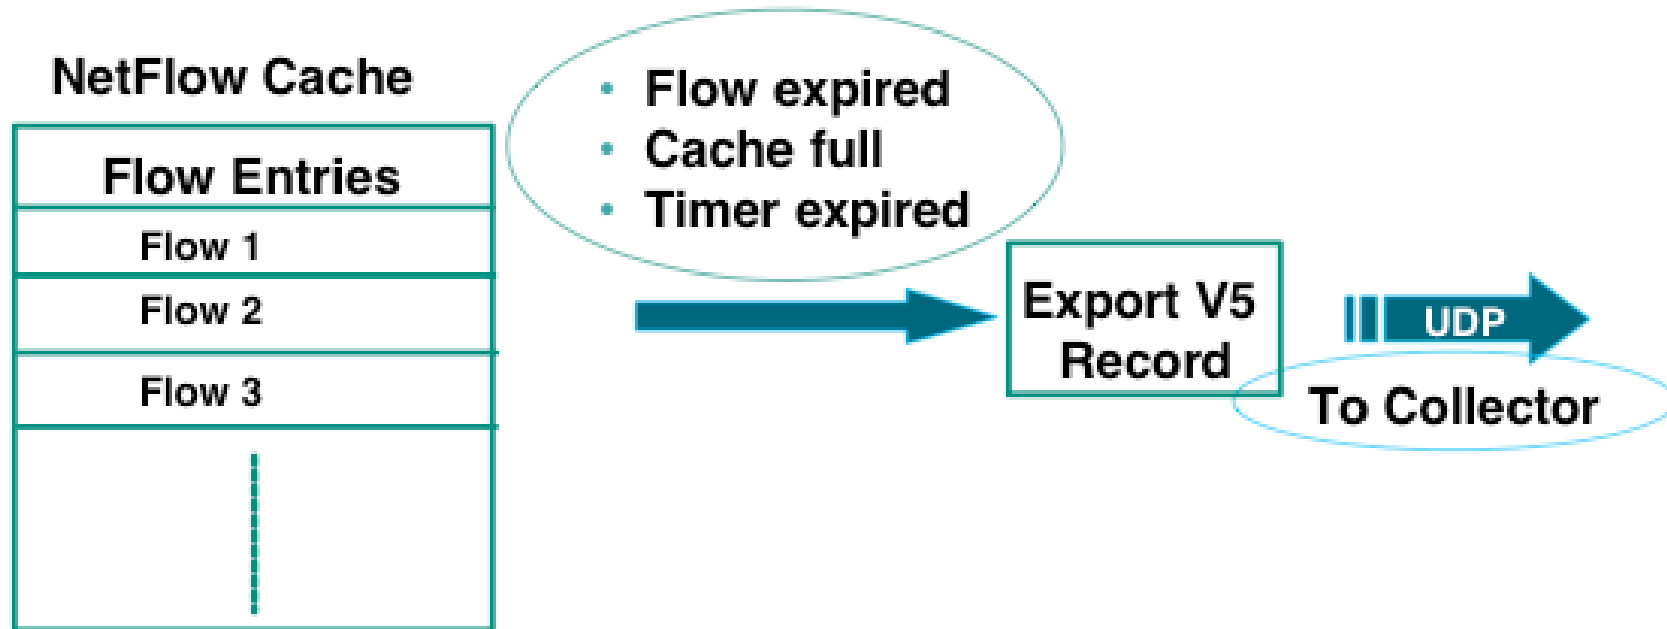 NetFlow Cache
Flow Entries
Flow 1
Flow 2
Flow 3
• Flow expired
• Cache full
• Timer expired
Export V5
Record
UDP
To Collector